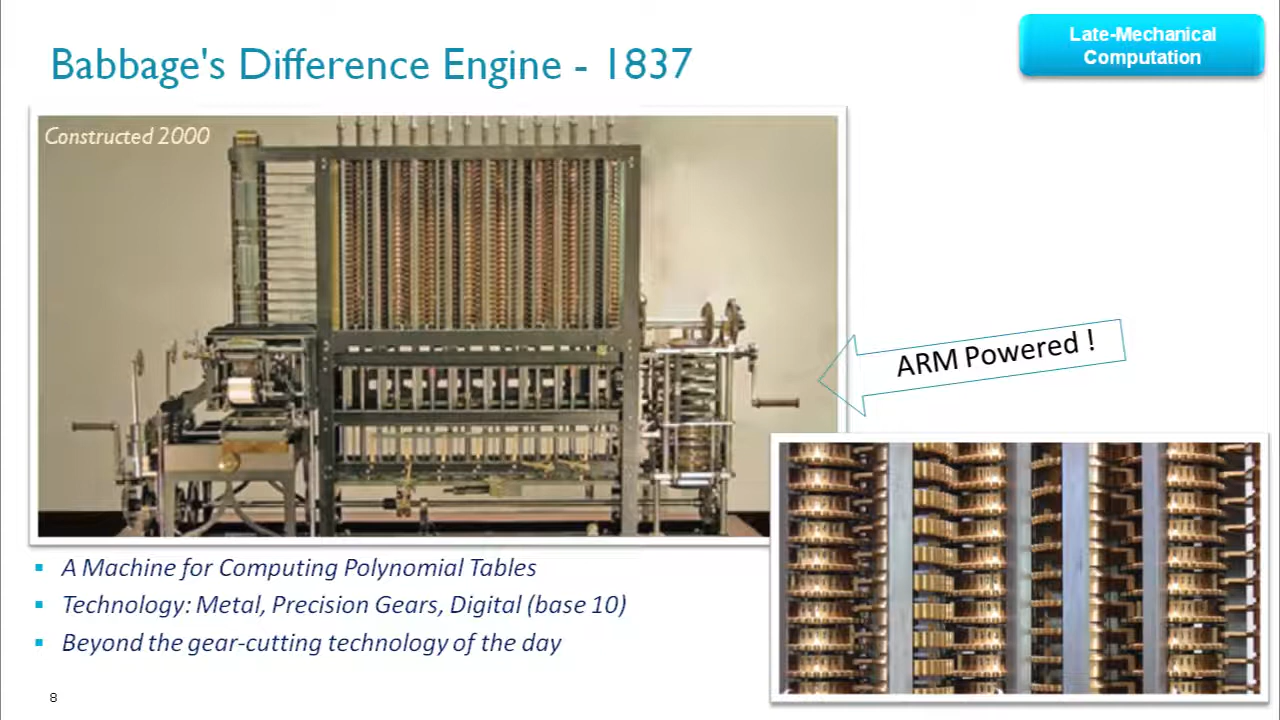 Babbage's Difference Engine - 1837
Late-Mechanical
Computation
Constructed 2000
ARM Powered !
A Machine for Computing Polynomial Tables
Technology: Metal, Precision Gears, Digital (base 10)
Beyond the gear-cutting technology of the day
8